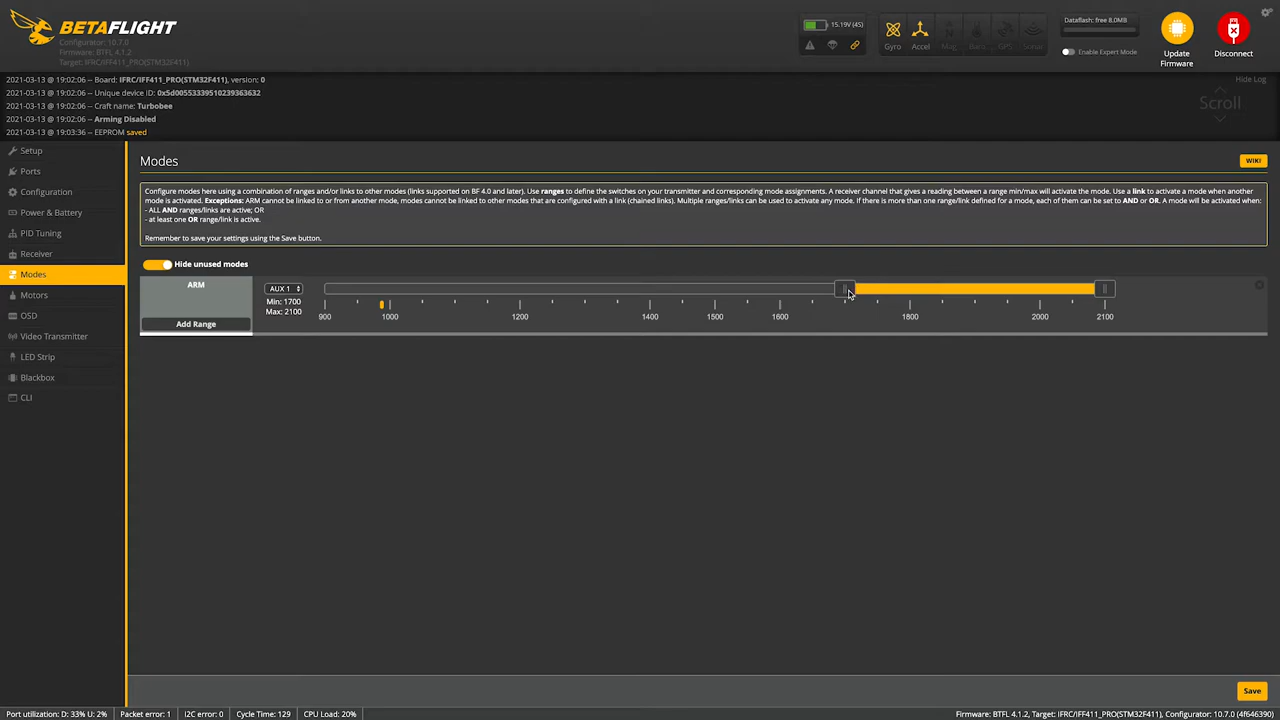 BETAFLIGHT
Configurator: 10.7.0
Firmware: BTFL 4.1.2
Target: IFRC/IFF411_PRO(STM32F411)
15.19V (4S)
Gyro
Accel
Mag
Baro
GPS
Sonar
Dataflash: free 8.0MB
Enable Expert Mode
Update
Firmware
Disconnect
2021-03-13 @ 19:02:06 -- Board: IFRC/IFF411_PRO(STM32F411), version: 0
2021-03-13 @ 19:02:06 -- Unique device ID: 0x5d0055333951023936363​2
2021-03-13 @ 19:02:06 -- Craft name: Turbobee
2021-03-13 @ 19:02:06 -- Arming Disabled
2021-03-13 @ 19:03:36 -- EEPROM saved
Hide Log
Scroll
Setup
Ports
Configuration
Power & Battery
PID Tuning
Receiver
Modes
Motors
OSD
Video Transmitter
LED Strip
Blackbox
CLI
Modes
WIKI
Configure modes here using a combination of ranges and/or links to other modes (links supported on BF 4.0 and later). Use ranges to define the switches on your transmitter and corresponding mode assignments. A receiver channel that gives a reading between a range min/max will activate the mode. Use a link to activate a mode when another
mode is activated. Exceptions: ARM cannot be linked to or from another mode, modes cannot be linked to other modes that are configured with a link (chained links). Multiple ranges/links can be used to activate any mode. If there is more than one range/link defined for a mode, each of them can be set to AND or OR. A mode will be activated when:
- ALL AND ranges/links are active; OR
- at least one OR range/link is active.
Remember to save your settings using the Save button.
Hide unused modes
ARM
Add Range
AUX 1
Min: 1700
Max: 2100
900 1000 1200 1400 1500 1600 1800 2000 2100
Save
Port utilization: D: 33% U: 2%
Packet error: 1
I2C error: 0
Cycle Time: 129
CPU Load: 20%
Firmware: BTFL 4.1.2, Target: IFRC/IFF411_PRO(STM32F411), Configurator: 10.7.0 (4f646390)